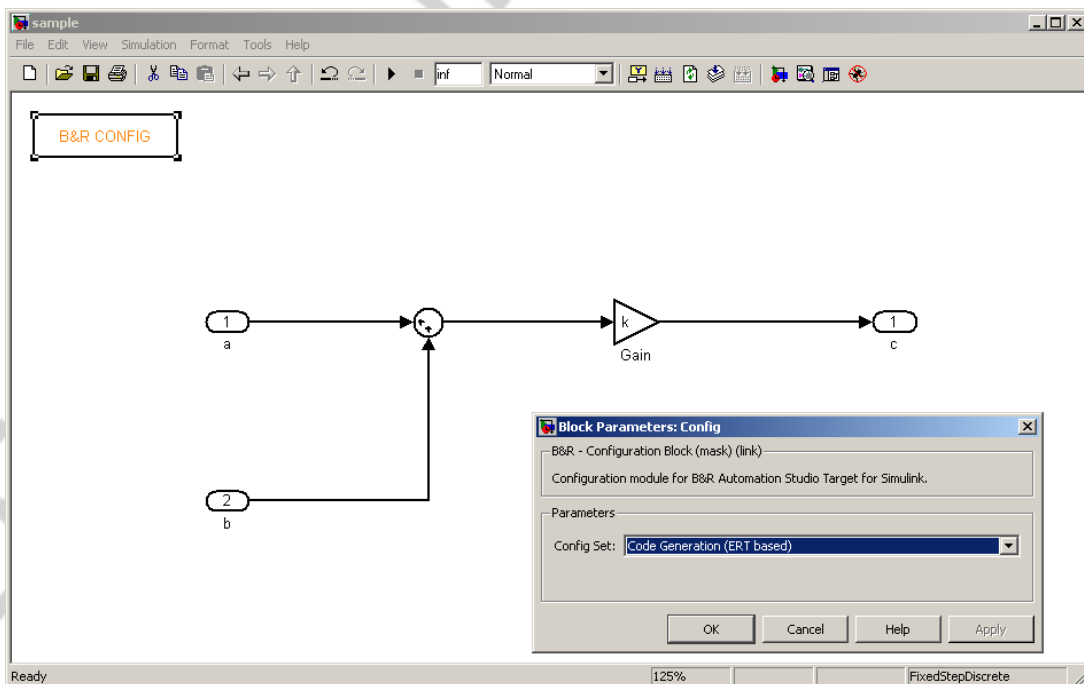 sample
File Edit View Simulation Format Tools Help
inf Normal
B&R CONFIG
1
a
k
Gain
1
c
2
b
Block Parameters: Config
B&R - Configuration Block (mask) (link)
Configuration module for B&R Automation Studio Target for Simulink.
Parameters
Config Set: Code Generation (ERT based)
OK Cancel Help Apply
Ready 125% FixedStepDiscrete